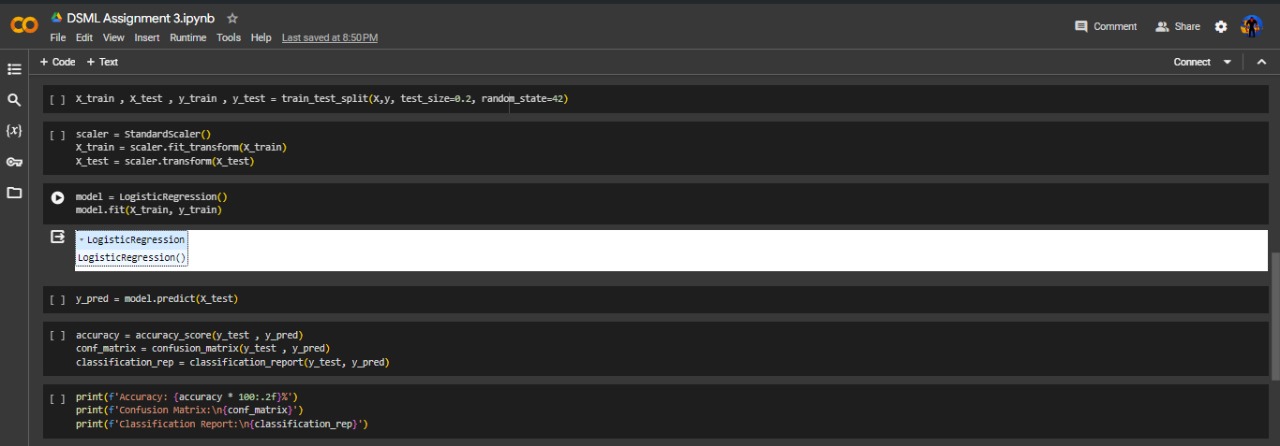 DSML Assignment 3.ipynb
File Edit View Insert Runtime Tools Help Last saved at 8:50 PM
Comment Share
+ Code + Text
Connect
{x}
[ ] X_train , X_test , y_train , y_test = train_test_split(X,y, test_size=0.2, random_state=42)
[ ] scaler = StandardScaler()
X_train = scaler.fit_transform(X_train)
X_test = scaler.transform(X_test)
model = LogisticRegression()
model.fit(X_train, y_train)
LogisticRegression
LogisticRegression()
[ ] y_pred = model.predict(X_test)
[ ] accuracy = accuracy_score(y_test , y_pred)
conf_matrix = confusion_matrix(y_test , y_pred)
classification_rep = classification_report(y_test, y_pred)
[ ] print(f'Accuracy: {accuracy * 100:.2f}%')
print(f'Confusion Matrix:\n{conf_matrix}')
print(f'Classification Report:\n{classification_rep}')